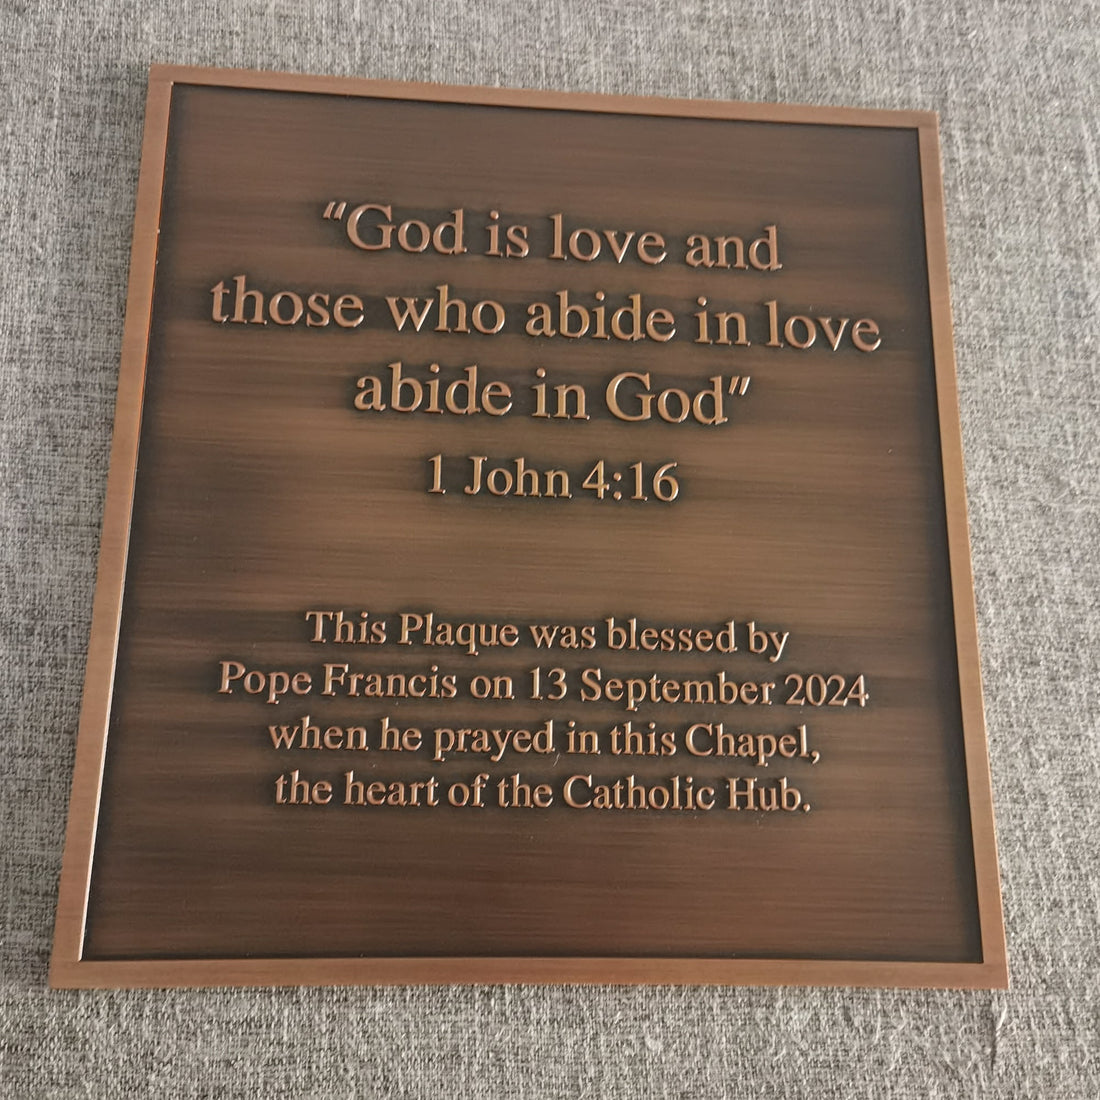 “God is love and
those who abide in love
abide in God”
1 John 4:16
This Plaque was blessed by
Pope Francis on 13 September 2024
when he prayed in this Chapel,
the heart of the Catholic Hub.